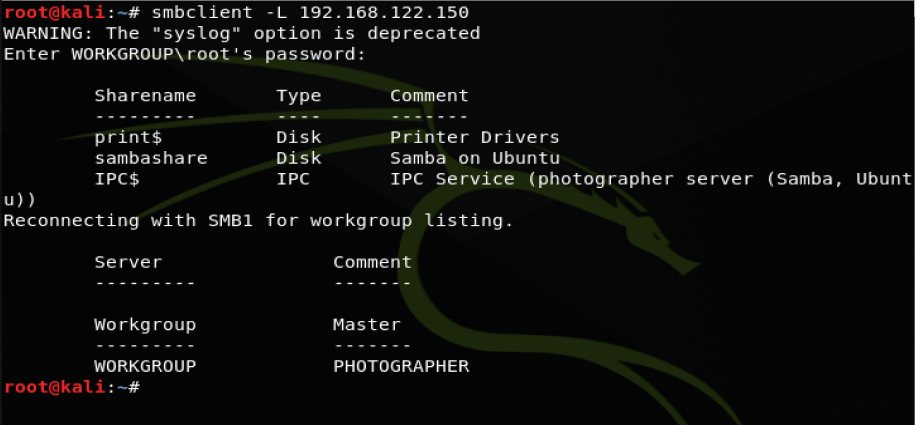 root@kali:~# smbclient -L 192.168.122.150
WARNING: The "syslog" option is deprecated
Enter WORKGROUP\root's password:
Sharename Type Comment
--------- ---- -------
print$ Disk Printer Drivers
sambashare Disk Samba on Ubuntu
IPC$ IPC IPC Service (photographer server (Samba, Ubunt
u))
Reconnecting with SMB1 for workgroup listing.
Server Comment
--------- -------
Workgroup Master
--------- -------
WORKGROUP PHOTOGRAPHER
root@kali:~#